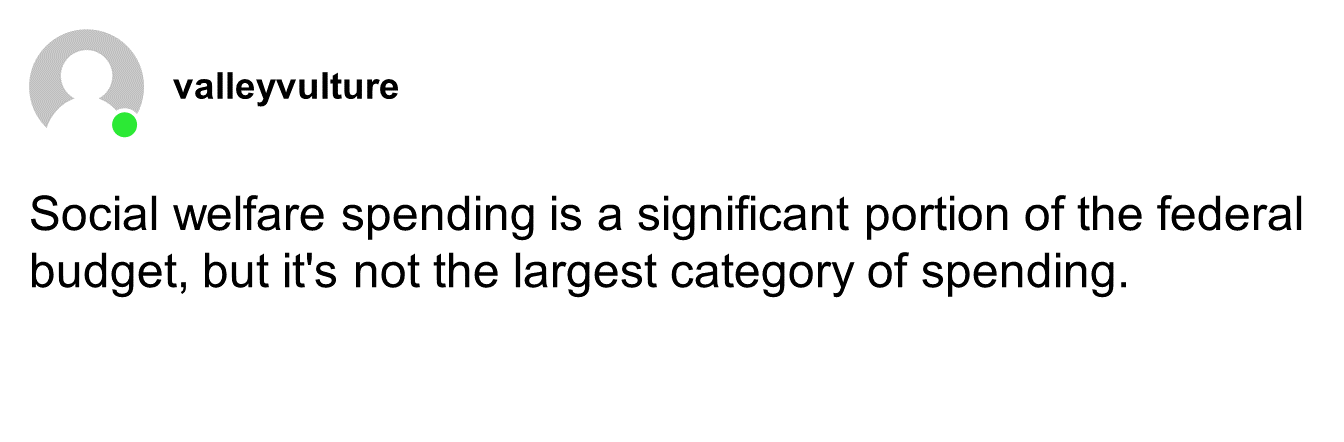 valleyvulture
Social welfare spending is a significant portion of the federal
budget, but it's not the largest category of spending.